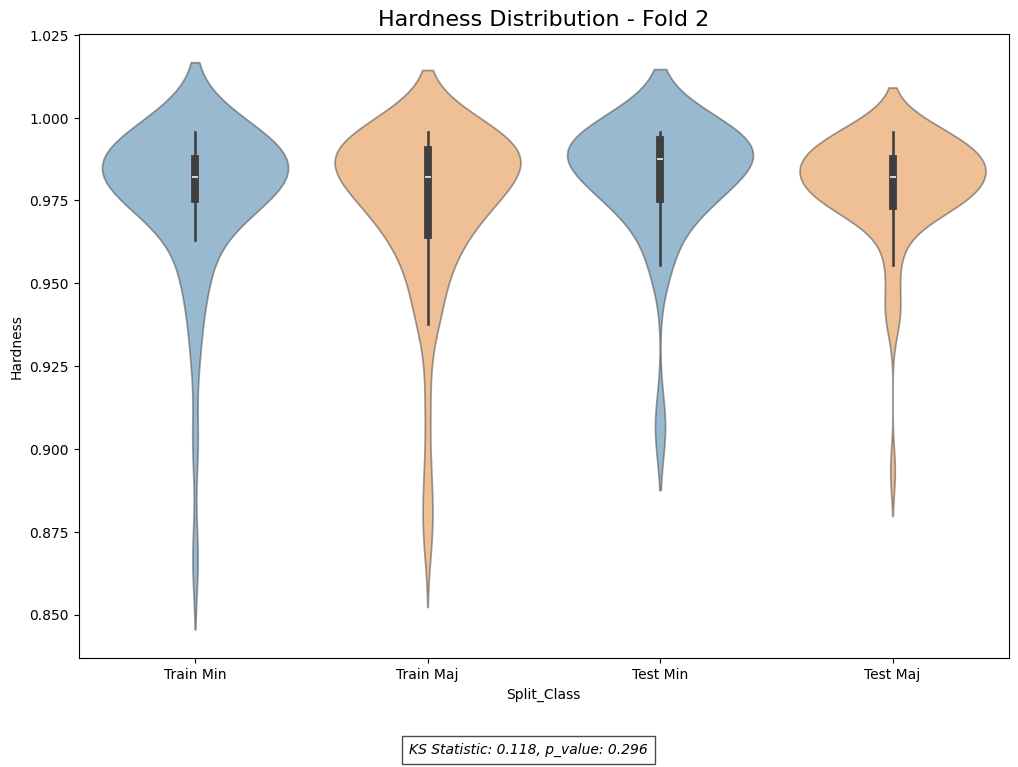 Hardness Distribution - Fold 2
1.025
1.000
0.975
0.950
0.925
0.900
0.875
0.850
Hardness
Train Min
Train Maj
Test Min
Test Maj
Split_Class
KS Statistic: 0.118, p_value: 0.296